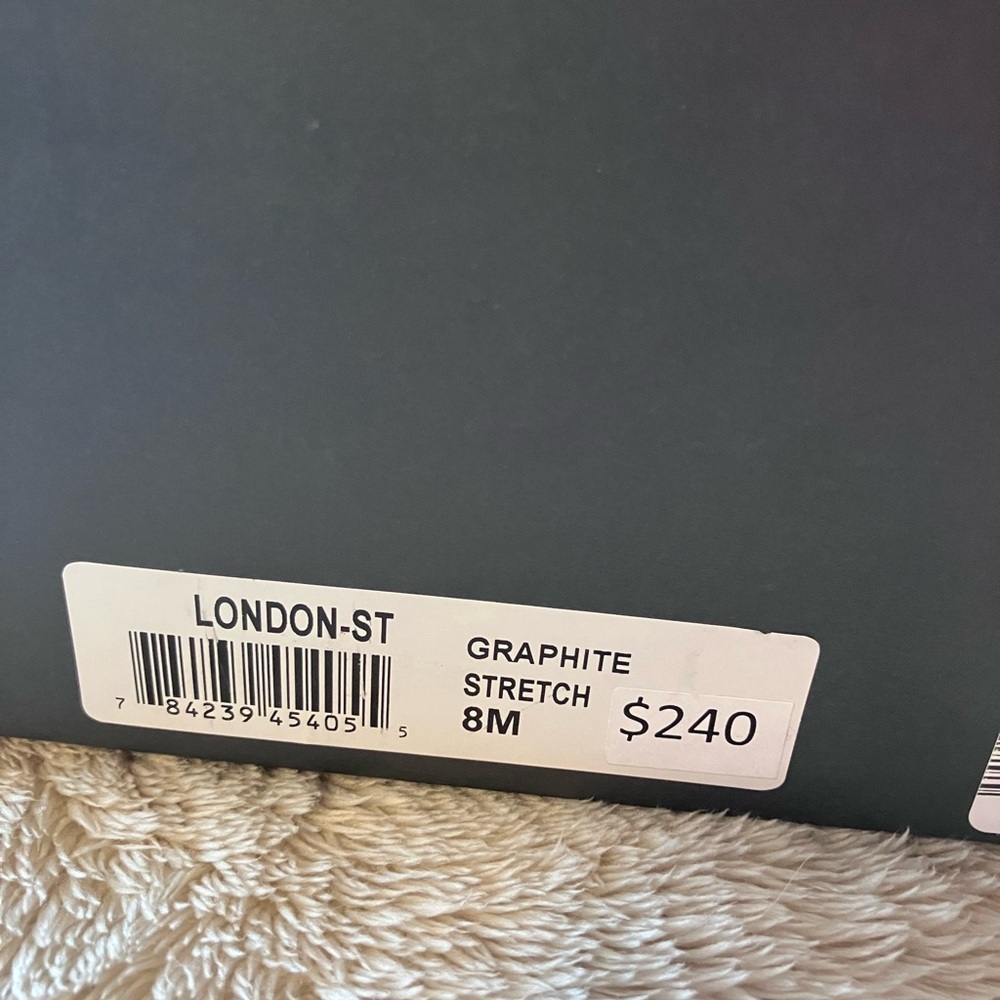 LONDON-ST
7 84239 45405 5
GRAPHITE
STRETCH
8M
$240